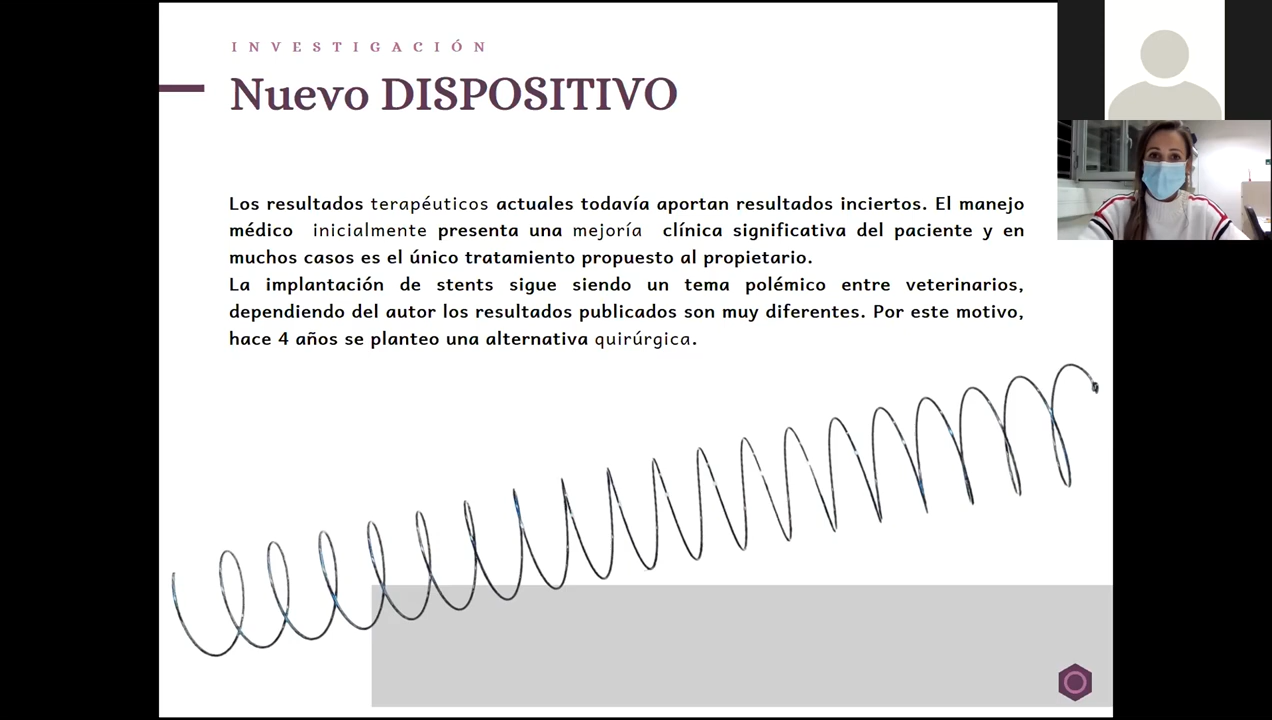 INVESTIGACIÓN
Nuevo DISPOSITIVO
Los resultados terapéuticos actuales todavía aportan resultados inciertos. El manejo
médico inicialmente presenta una mejoría clínica significativa del paciente y en
muchos casos es el único tratamiento propuesto al propietario.
La implantación de stents sigue siendo un tema polémico entre veterinarios,
dependiendo del autor los resultados publicados son muy diferentes. Por este motivo,
hace 4 años se planteo una alternativa quirúrgica.